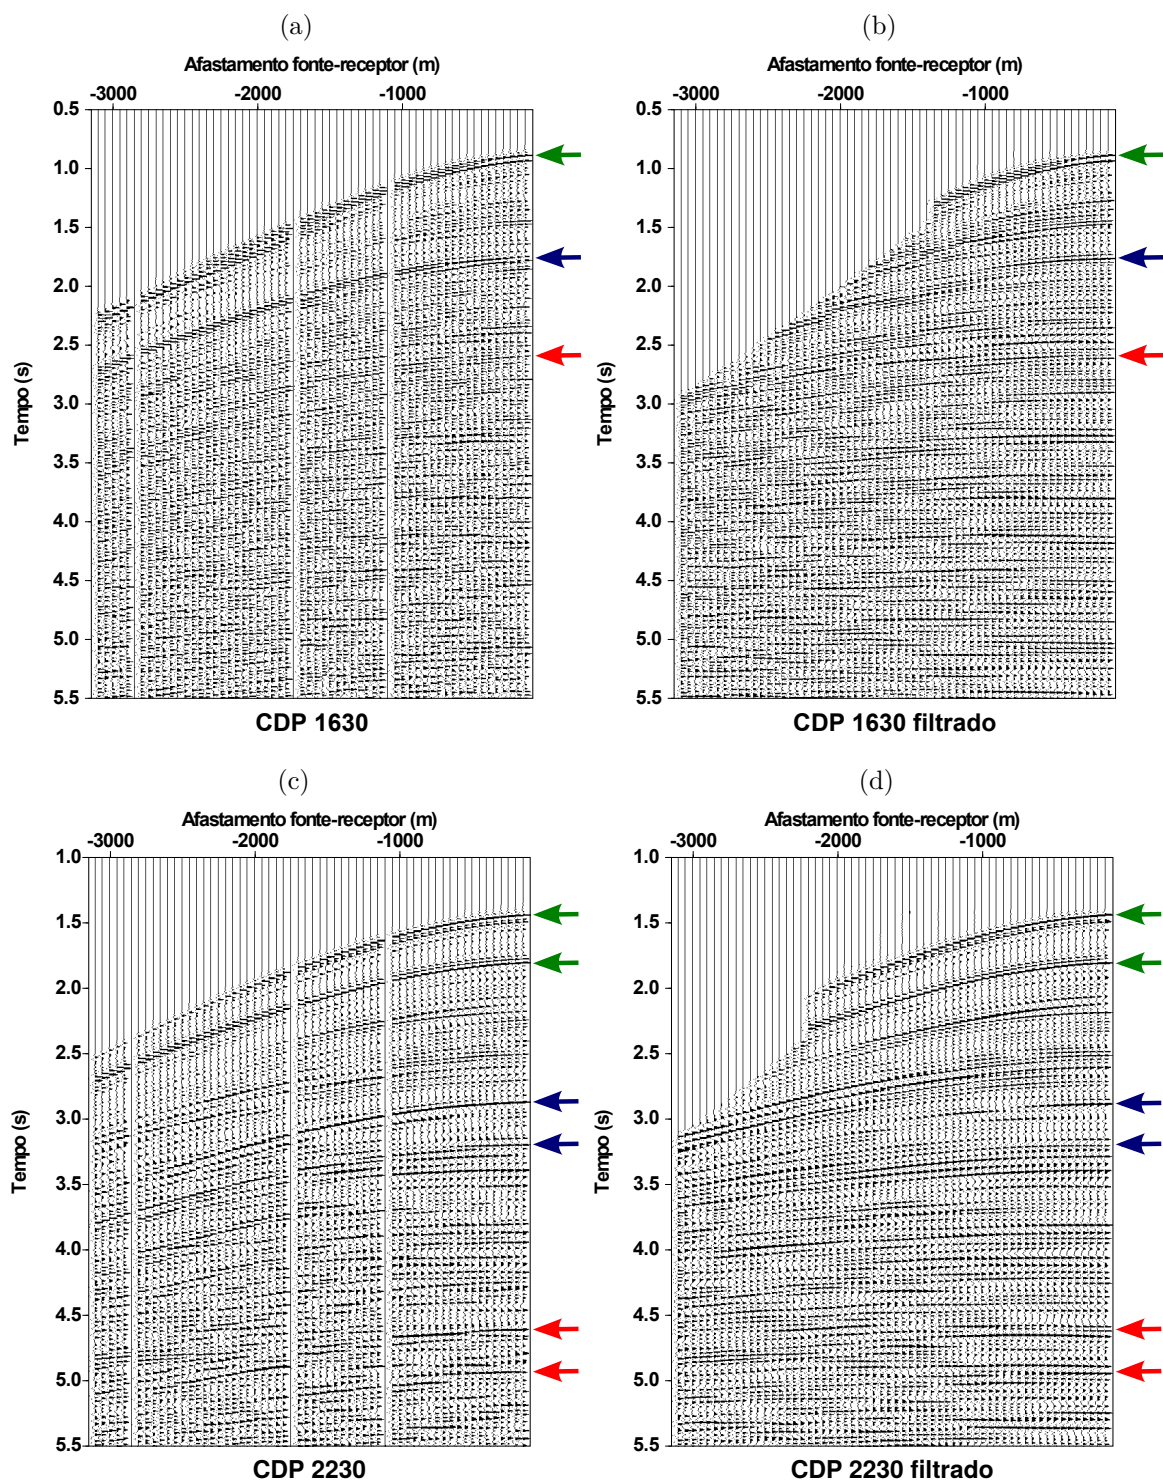 (a)
Afastamento fonte-receptor (m)
-3000 -2000 -1000
0.5
1.0
1.5
2.0
2.5
3.0
3.5
4.0
4.5
5.0
5.5
Tempo (s)
CDP 1630
(b)
Afastamento fonte-receptor (m)
-3000 -2000 -1000
0.5
1.0
1.5
2.0
2.5
3.0
3.5
4.0
4.5
5.0
5.5
Tempo (s)
CDP 1630 filtrado
(c)
Afastamento fonte-receptor (m)
-3000 -2000 -1000
1.0
1.5
2.0
2.5
3.0
3.5
4.0
4.5
5.0
5.5
Tempo (s)
CDP 2230
(d)
Afastamento fonte-receptor (m)
-3000 -2000 -1000
1.0
1.5
2.0
2.5
3.0
3.5
4.0
4.5
5.0
5.5
Tempo (s)
CDP 2230 filtrado